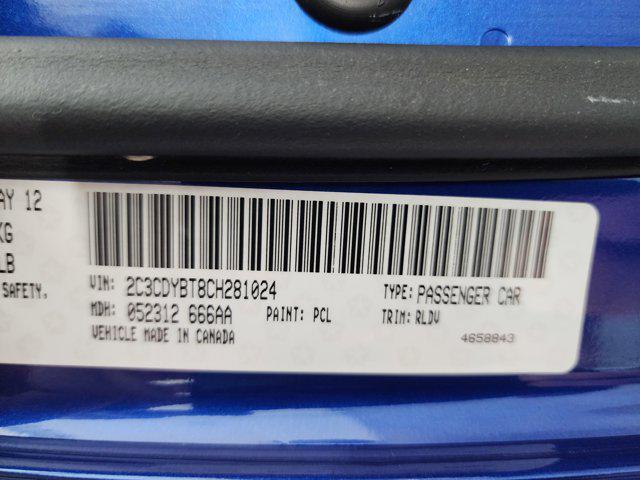 AY 12
KG
LB
SAFETY,
VIN: 2C3CDYBT8CH281024 TYPE: PASSENGER CAR
MDH: 052312 666AA PAINT: PCL TRIM: RLDV
VEHICLE MADE IN CANADA 4658843